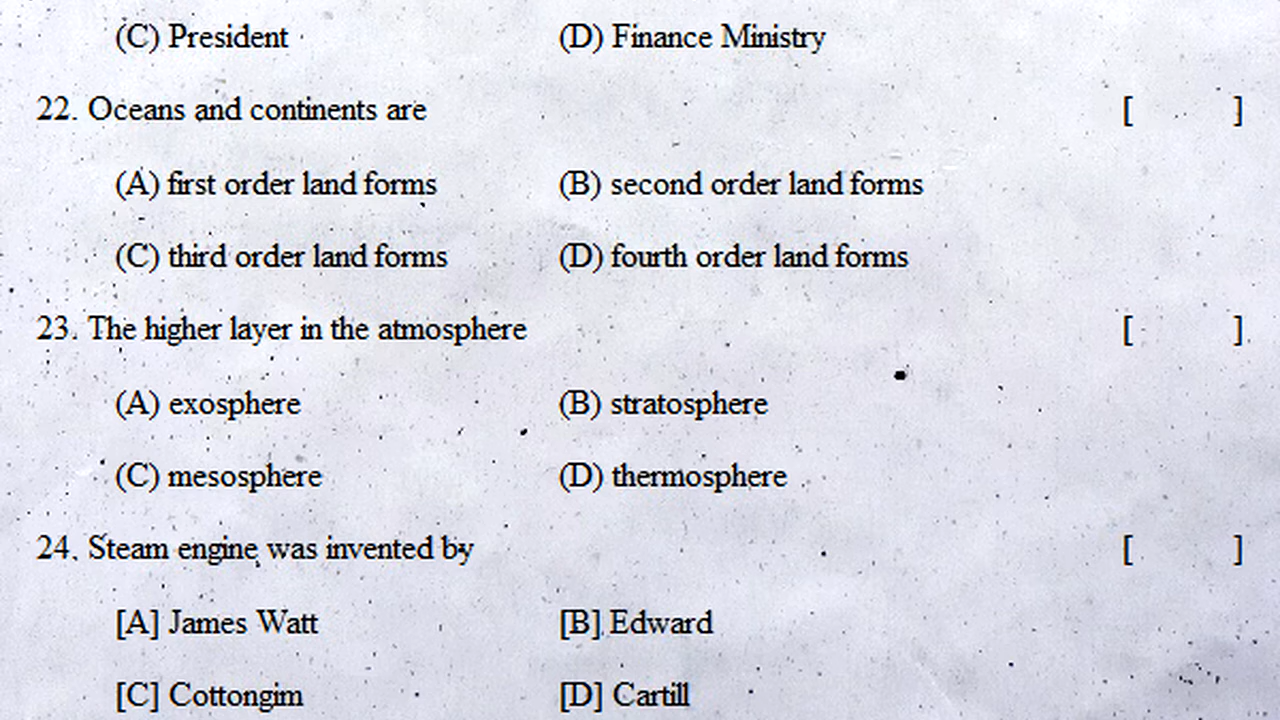 (C) President (D) Finance Ministry
22. Oceans and continents are [ ]
(A) first order land forms (B) second order land forms
(C) third order land forms (D) fourth order land forms
23. The higher layer in the atmosphere [ ]
(A) exosphere (B) stratosphere
(C) mesosphere (D) thermosphere
24. Steam engine was invented by [ ]
[A] James Watt [B] Edward
[C] Cottongim [D] Cartill